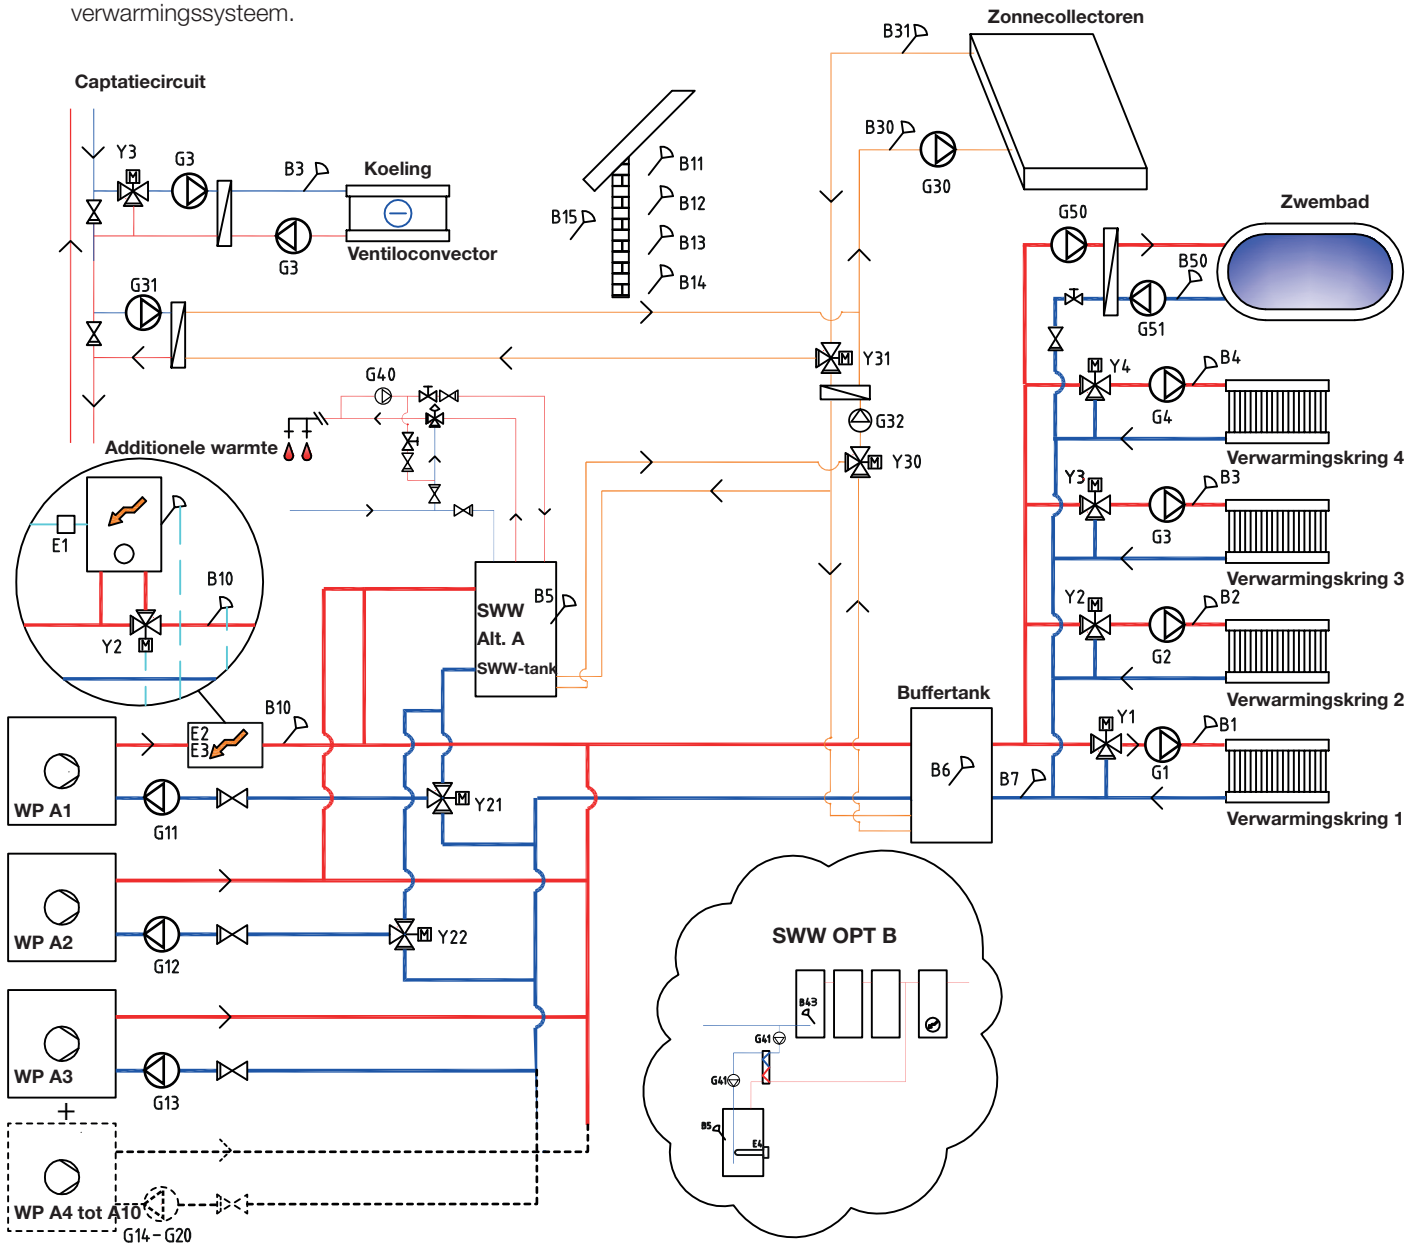 verwarmingssysteem.
Zonnecollectoren
B31
Captatiecircuit
B30
G30
Y3
G3
B3
Koeling
B11
B12
B15
B13
B14
G3
Ventiloconvector
Zwembad
G50
B50
G51
G31
Y31
G40
G32
Y30
Y4
B4
G4
Verwarmingskring 4
Additionele warmte
E1
B10
Y2
M
Y3
B3
G3
Verwarmingskring 3
SWW
Alt. A
SWW-tank
B5
Y2
B2
G2
Verwarmingskring 2
Buffertank
B10
E2
E3
WP A1
G11
M
Y21
B6
B7
Y1
B1
G1
Verwarmingskring 1
WP A2
G12
M
Y22
SWW OPT B
B43
G41
G41
B5
E4
WP A3
G13
+
WP A4 tot A10
G14-G20